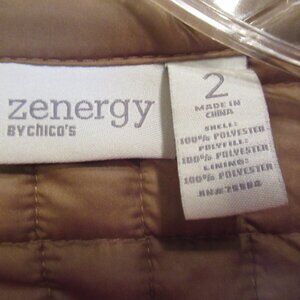 zenergy
BY chico's
2
MADE IN
CHINA
SHELL:
100% POLYESTER
POLYFILL:
100% POLYESTER
LINING:
100% POLYESTER